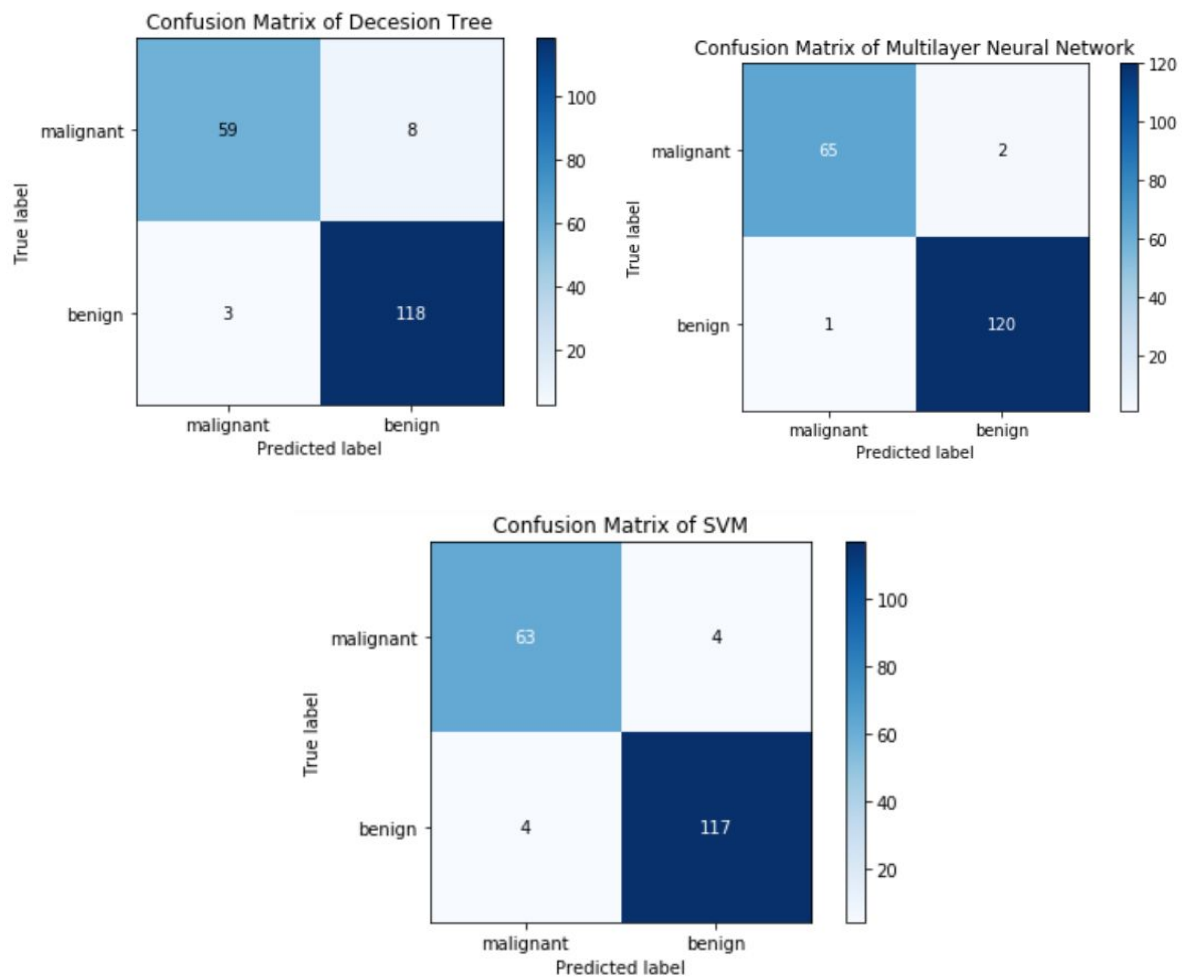 Confusion Matrix of Decesion Tree
malignant
59
8
benign
3
118
malignant
benign
Predicted label
True label
100
80
60
40
20
Confusion Matrix of Multilayer Neural Network
malignant
65
2
benign
1
120
malignant
benign
Predicted label
True label
120
100
80
60
40
20
Confusion Matrix of SVM
malignant
63
4
benign
4
117
malignant
benign
Predicted label
True label
100
80
60
40
20